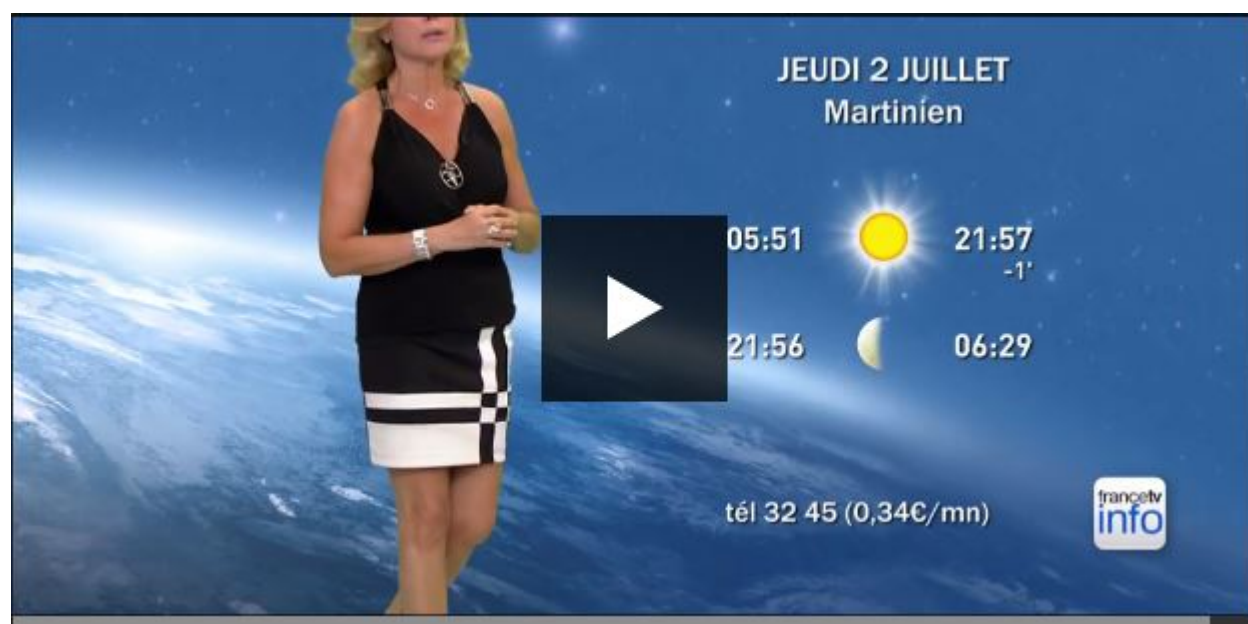 JEUDI 2 JUILLET
Martinien
05:51 21:57
-1'
21:56 06:29
tél 32 45 (0,34€/mn)
francetv
info